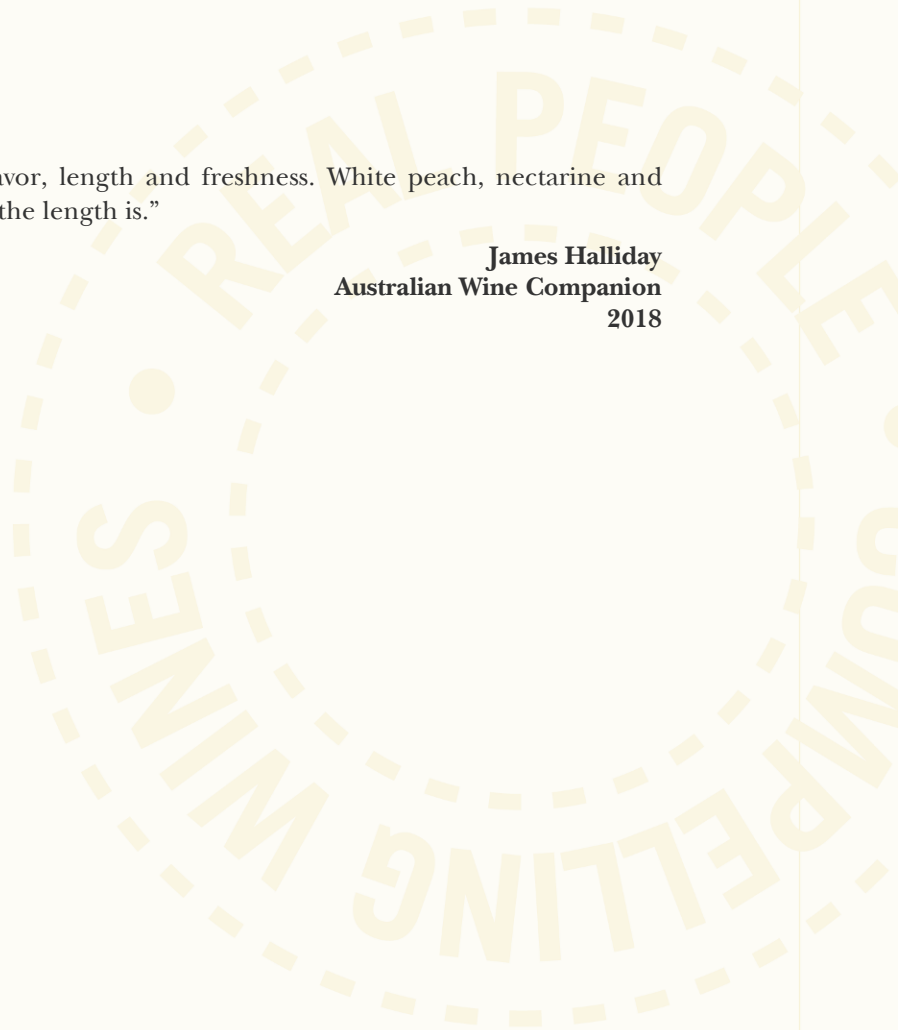 avor, length and freshness. White peach, nectarine and
the length is.”
James Halliday
Australian Wine Companion
2018
REAL PEOPLE • COMPELLING WINES •